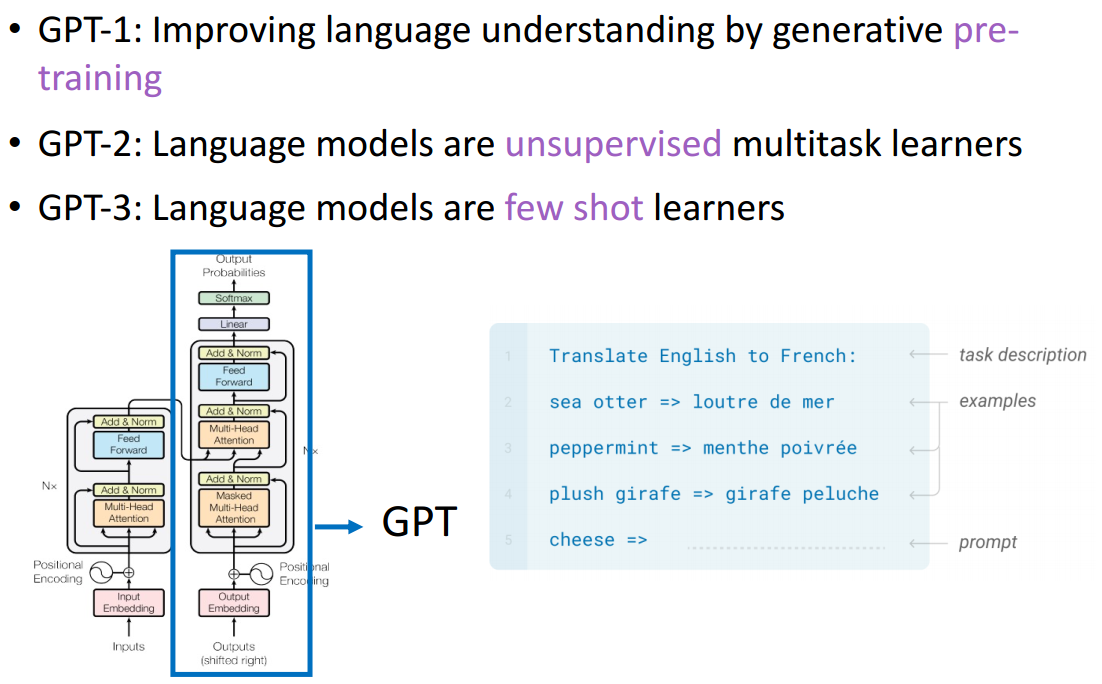 • GPT-1: Improving language understanding by generative pre-
training
• GPT-2: Language models are unsupervised multitask learners
• GPT-3: Language models are few shot learners
Output
Probabilities
Softmax
Linear
Add & Norm
Feed
Forward
Add & Norm
Multi-Head
Attention
Nx
Add & Norm
Masked
Multi-Head
Attention
Positional
Encoding
Output
Embedding
Outputs
(shifted right)
Add & Norm
Feed
Forward
Nx
Add & Norm
Multi-Head
Attention
Positional
Encoding
Input
Embedding
Inputs
GPT
1 Translate English to French: task description
2 sea otter => loutre de mer examples
3 peppermint => menthe poivrée
4 plush girafe => girafe peluche
5 cheese => prompt